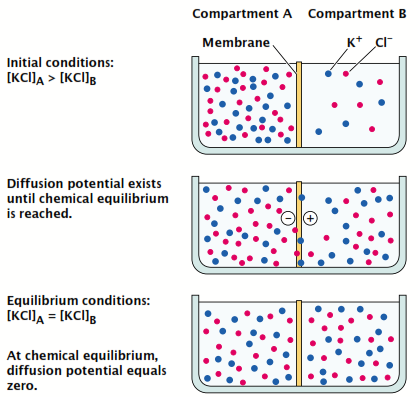 Compartment A Compartment B
Membrane K⁺ Cl⁻
Initial conditions:
[KCl]A > [KCl]B
Diffusion potential exists
until chemical equilibrium
is reached.
− +
Equilibrium conditions:
[KCl]A = [KCl]B
At chemical equilibrium,
diffusion potential equals
zero.